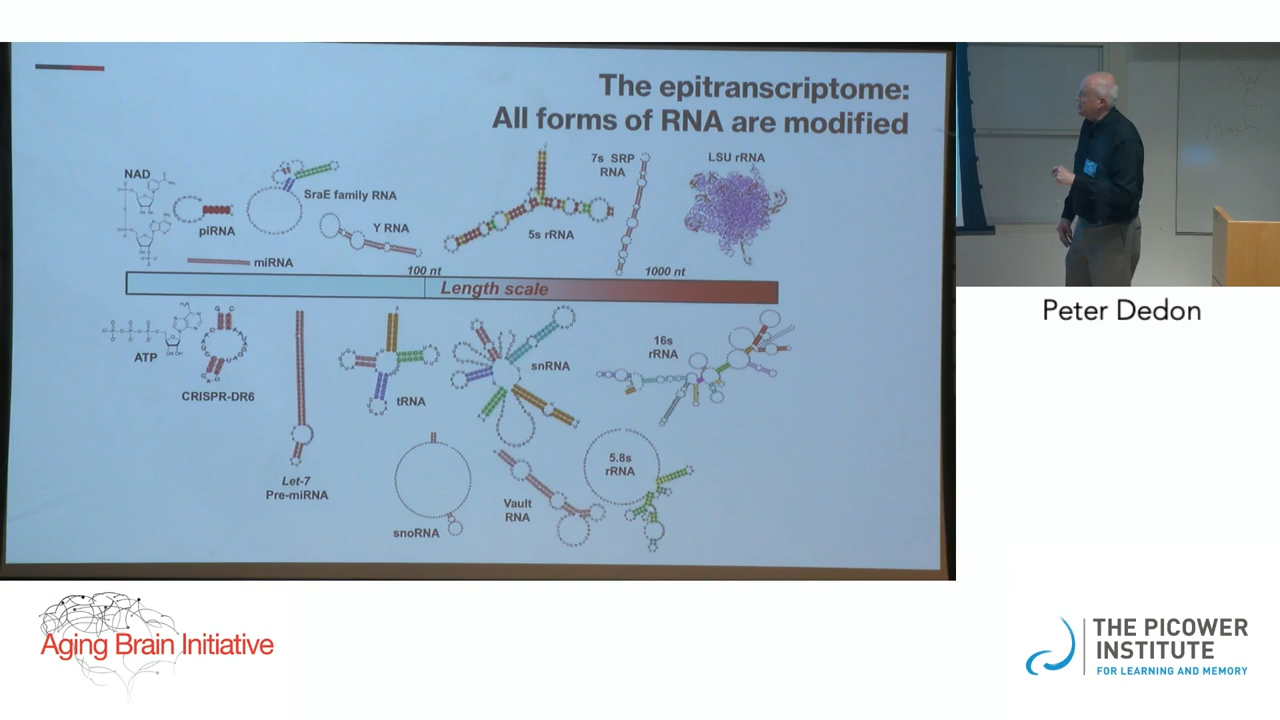 The epitranscriptome:
All forms of RNA are modified
NAD
piRNA
SraE family RNA
Y RNA
miRNA
5s rRNA
7s SRP
RNA
LSU rRNA
100 nt
1000 nt
Length scale
ATP
CRISPR-DR6
Let-7
Pre-miRNA
tRNA
snoRNA
snRNA
Vault
RNA
16s
rRNA
5.8s
rRNA
Peter Dedon
Aging Brain Initiative
THE PICOWER
INSTITUTE
FOR LEARNING AND MEMORY